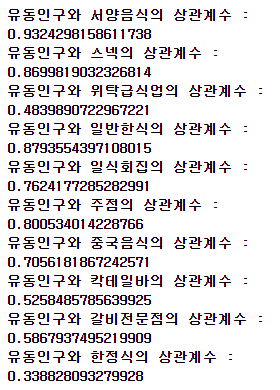 유동인구와 서양음식의 상관계수 :
0.9324298158611738
유동인구와 스넥의 상관계수 :
0.8699819032326814
유동인구와 위탁급식업의 상관계수 :
0.4839890722967221
유동인구와 일반한식의 상관계수 :
0.8793554397108015
유동인구와 일식회집의 상관계수 :
0.7624177285282991
유동인구와 주점의 상관계수 :
0.800534014228766
유동인구와 중국음식의 상관계수 :
0.7056181867242571
유동인구와 칵테일바의 상관계수 :
0.5258485785639925
유동인구와 갈비전문점의 상관계수 :
0.5867937495219909
유동인구와 한정식의 상관계수 :
0.338828093279928